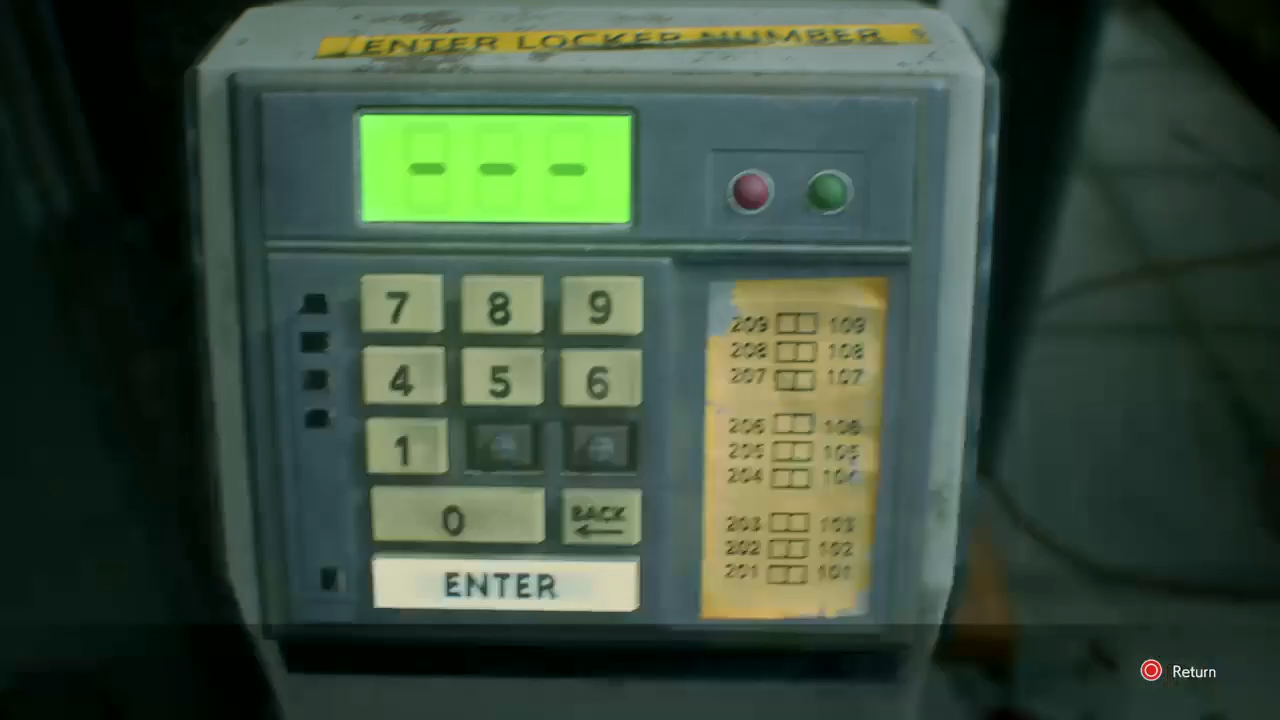 ENTER LOCKER NUMBER
- - -
7 8 9
4 5 6
1
0 BACK
ENTER
209 109
208 108
207 107
206 106
205 105
204 104
203 103
202 102
201 101
Return